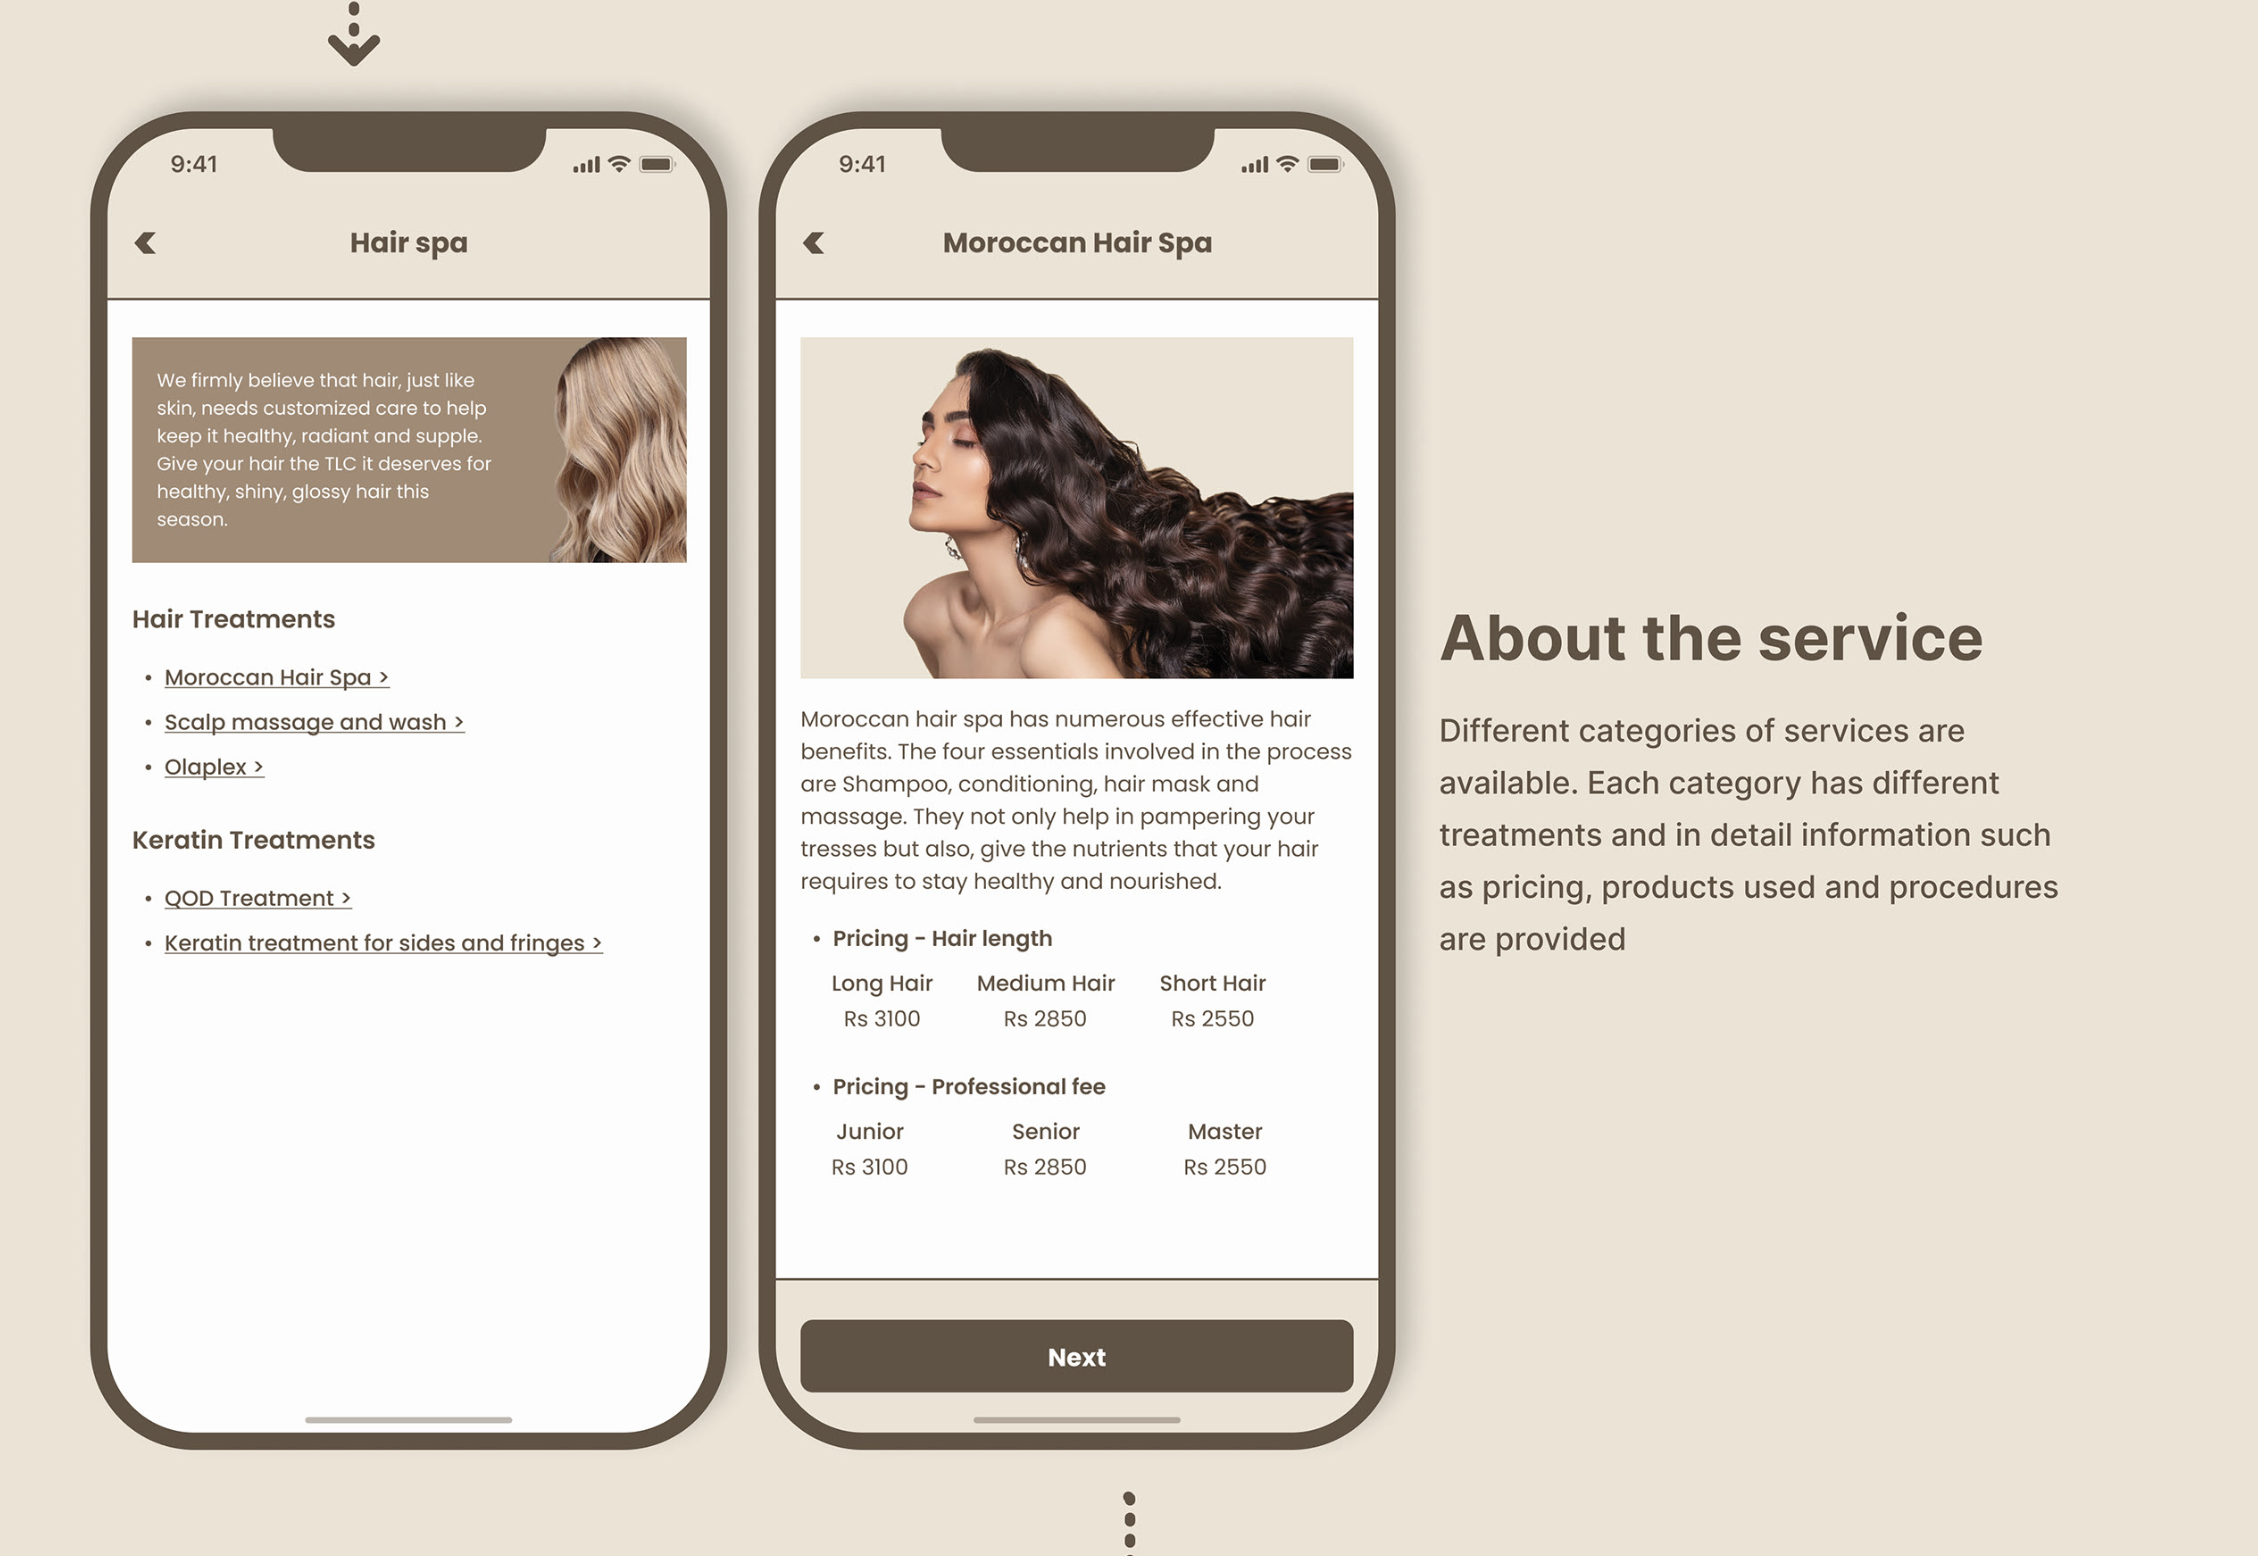 9:41
Hair spa
We firmly believe that hair, just like
skin, needs customized care to help
keep it healthy, radiant and supple.
Give your hair the TLC it deserves for
healthy, shiny, glossy hair this
season.
Hair Treatments
• Moroccan Hair Spa >
• Scalp massage and wash >
• Olaplex >
Keratin Treatments
• QOD Treatment >
• Keratin treatment for sides and fringes >
9:41
Moroccan Hair Spa
Moroccan hair spa has numerous effective hair
benefits. The four essentials involved in the process
are Shampoo, conditioning, hair mask and
massage. They not only help in pampering your
tresses but also, give the nutrients that your hair
requires to stay healthy and nourished.
• Pricing - Hair length
Long Hair Medium Hair Short Hair
Rs 3100 Rs 2850 Rs 2550
• Pricing - Professional fee
Junior Senior Master
Rs 3100 Rs 2850 Rs 2550
Next
About the service
Different categories of services are
available. Each category has different
treatments and in detail information such
as pricing, products used and procedures
are provided